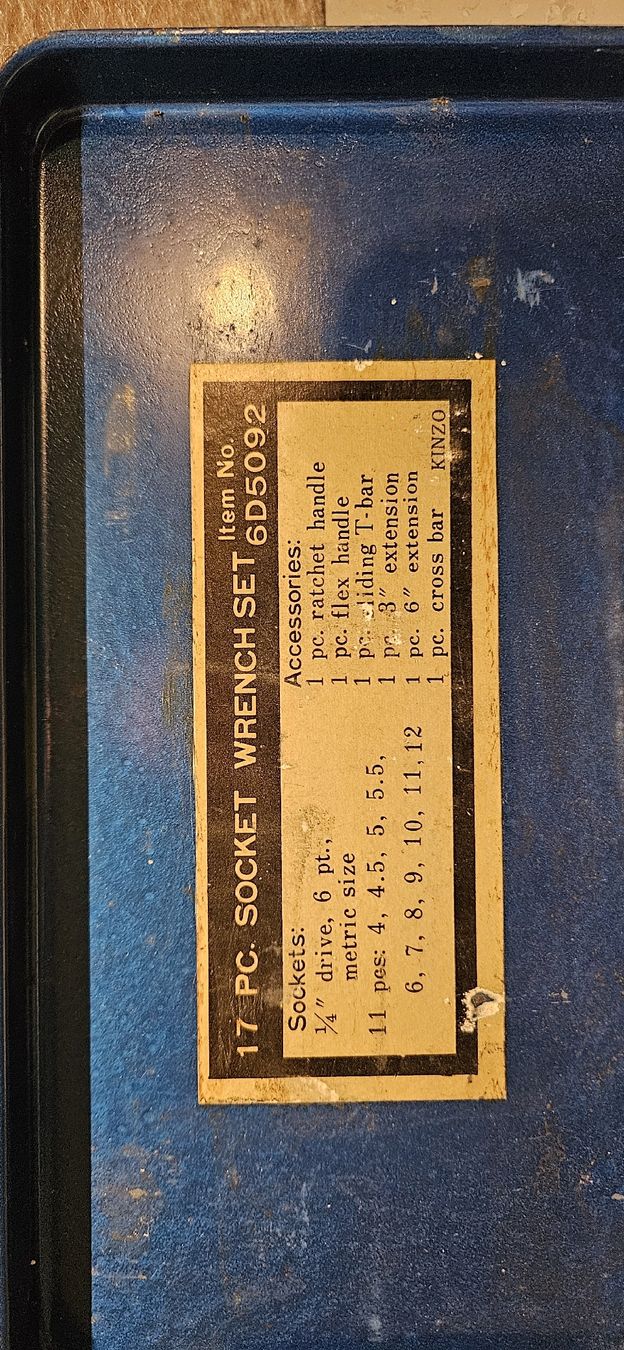 17 PC. SOCKET WRENCH SET
Item No.
6D5092
Sockets:
¼" drive, 6 pt.,
metric size
11 pcs: 4, 4.5, 5, 5.5,
6, 7, 8, 9, 10, 11, 12
Accessories:
1 pc. ratchet handle
1 pc. flex handle
1 pc. sliding T-bar
1 pc. 3" extension
1 pc. 6" extension
1 pc. cross bar
KINZO